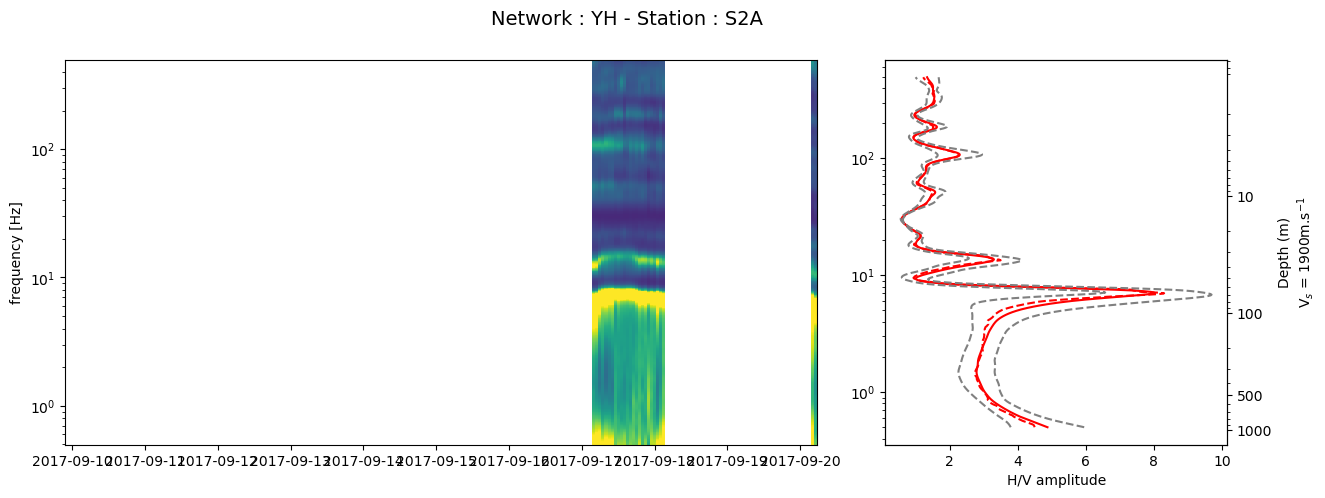 Network : YH - Station : S2A
frequency [Hz]
10²
10¹
10⁰
2017-09-10 2017-09-11 2017-09-12 2017-09-13 2017-09-14 2017-09-15 2017-09-16 2017-09-17 2017-09-18 2017-09-19 2017-09-20
10²
10¹
10⁰
2 4 6 8 10
H/V amplitude
10
100
500
1000
Depth (m)
Vₛ = 1900m.s⁻¹